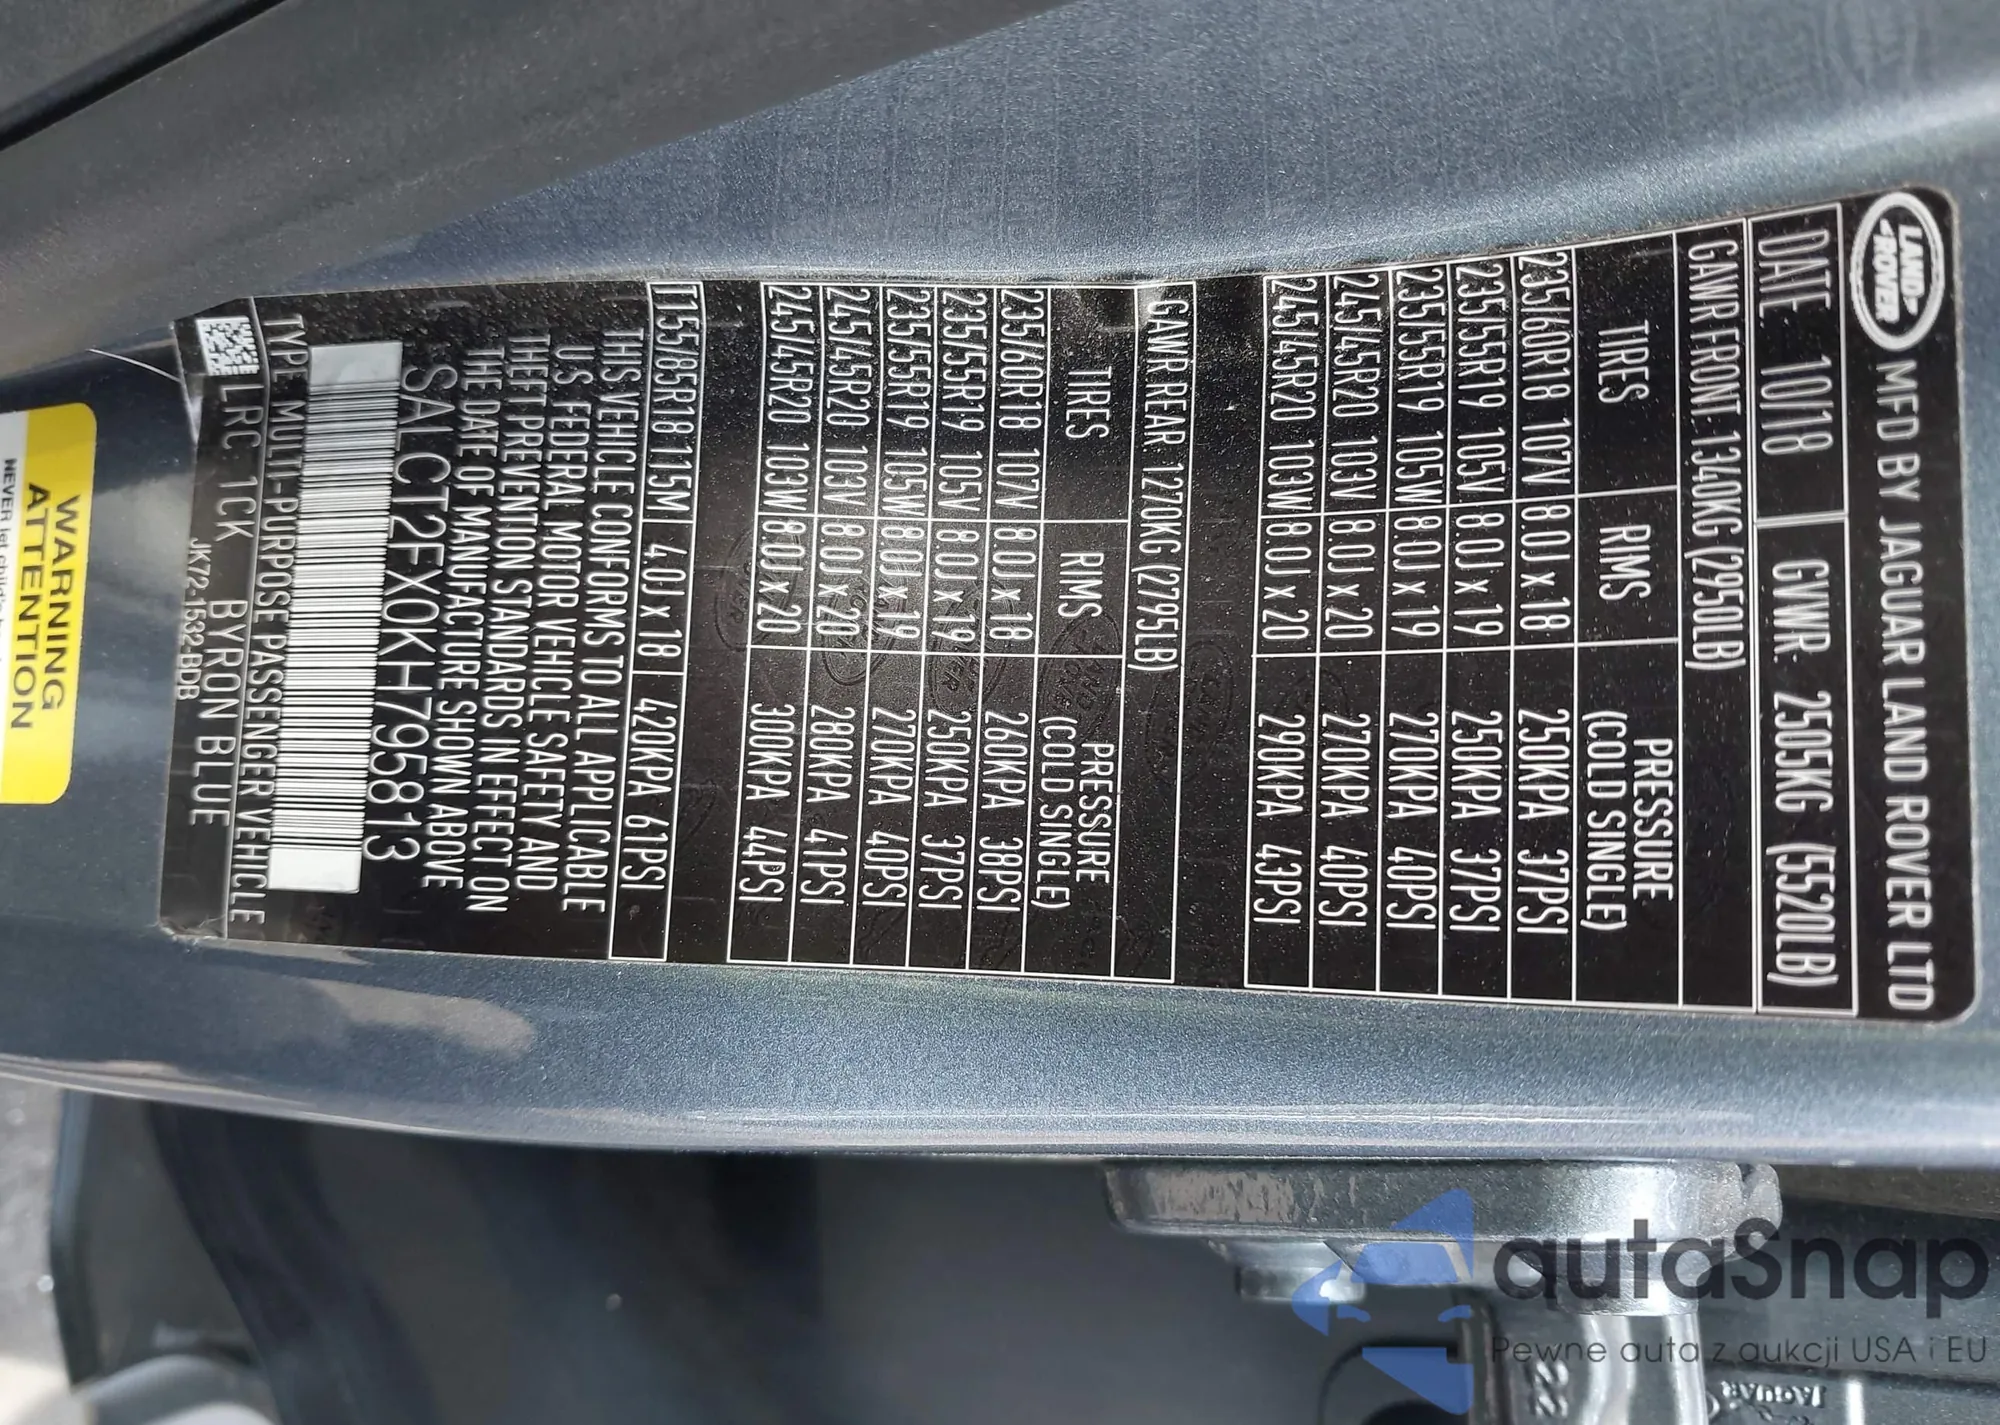 LAND
ROVER
MFD BY JAGUAR LAND ROVER LTD
DATE 10/18 GVWR. 2505KG (5520LB)
GAWR FRONT 1340KG (2950LB)
TIRES RIMS PRESSURE (COLD SINGLE)
235/60R18 107V 8.0J x 18 250KPA 37PSI
235/55R19 105V 8.0J x 19 250KPA 37PSI
235/55R19 105W 8.0J x 19 270KPA 40PSI
245/45R20 103V 8.0J x 20 270KPA 40PSI
245/45R20 103W 8.0J x 20 290KPA 43PSI
GAWR REAR 1270KG (2795LB)
TIRES RIMS PRESSURE (COLD SINGLE)
235/60R18 107V 8.0J x 18 260KPA 38PSI
235/55R19 105V 8.0J x 19 250KPA 37PSI
235/55R19 105W 8.0J x 19 270KPA 40PSI
245/45R20 103V 8.0J x 20 280KPA 41PSI
245/45R20 103W 8.0J x 20 300KPA 44PSI
T155/85R18 115M 4.0J x 18 420KPA 61PSI
THIS VEHICLE CONFORMS TO ALL APPLICABLE
US FEDERAL MOTOR VEHICLE SAFETY AND
THEFT PREVENTION STANDARDS IN EFFECT ON
THE DATE OF MANUFACTURE SHOWN ABOVE
SALCT2FX0KH795813
TYPE: MULTI-PURPOSE PASSENGER VEHICLE
LRC 1CK BYRON BLUE
JK72-1532-BDB
WARNING
ATTENTION
NEVER let
autaSnap
Pewne auta z aukcji USA i EU
22
JAGUAR